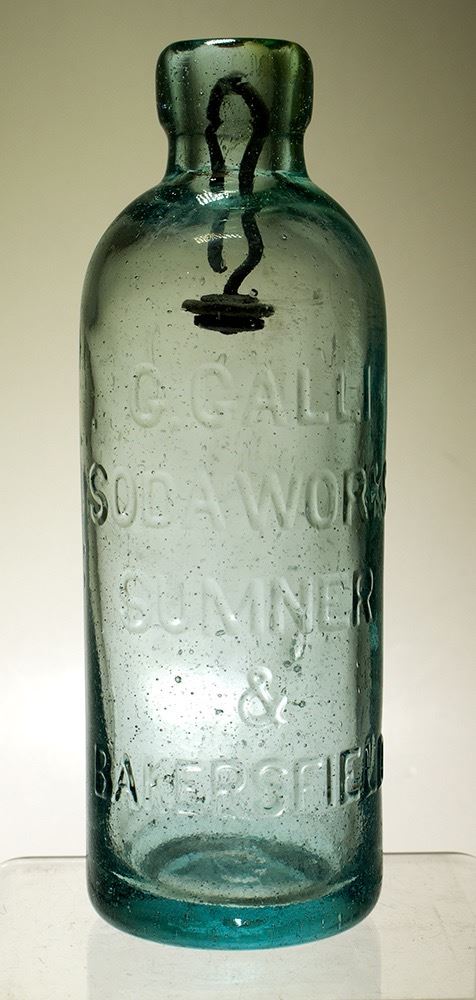 G. GALLI
SODA WORKS
SUMNER
&
BAKERSFIELD